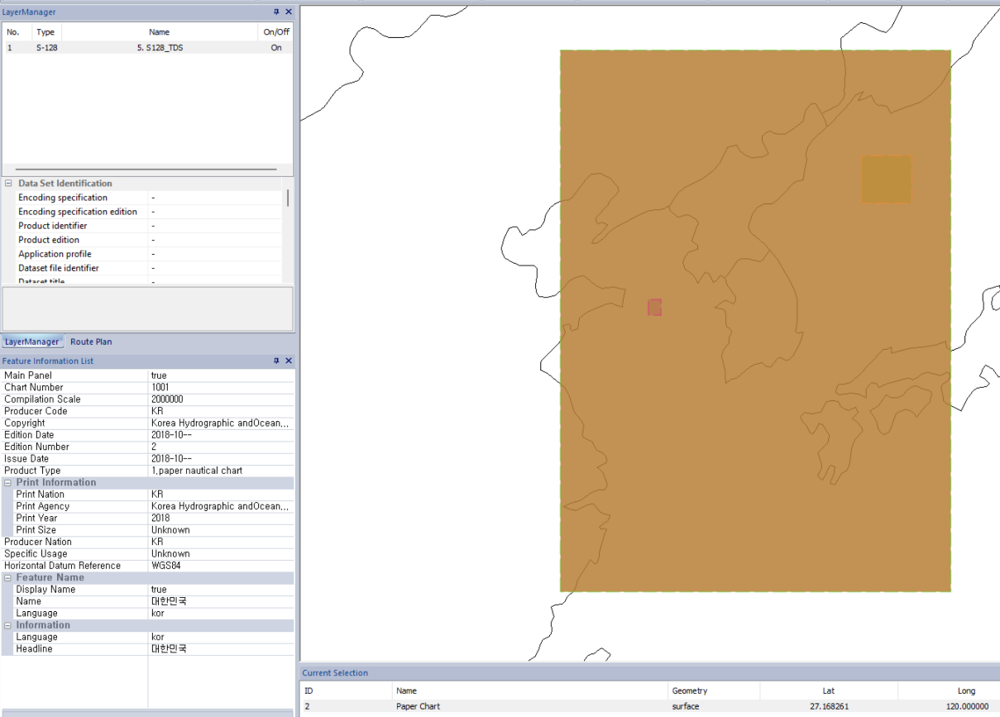 LayerManager
No. Type Name On/Off
1 S-128 5. S128_TDS On
Data Set Identification
Encoding specification -
Encoding specification edition -
Product identifier -
Product edition -
Application profile -
Dataset file identifier -
Dataset title -
LayerManager Route Plan
Feature Information List
Main Panel true
Chart Number 1001
Compilation Scale 2000000
Producer Code KR
Copyright Korea Hydrographic andOcean...
Edition Date 2018-10--
Edition Number 2
Issue Date 2018-10--
Product Type 1,paper nautical chart
Print Information
Print Nation KR
Print Agency Korea Hydrographic andOcean...
Print Year 2018
Print Size Unknown
Producer Nation KR
Specific Usage Unknown
Horizontal Datum Reference WGS84
Feature Name
Display Name true
Name 대한민국
Language kor
Information
Language kor
Headline 대한민국
Current Selection
ID Name Geometry Lat Long
2 Paper Chart surface 27.168261 120.000000